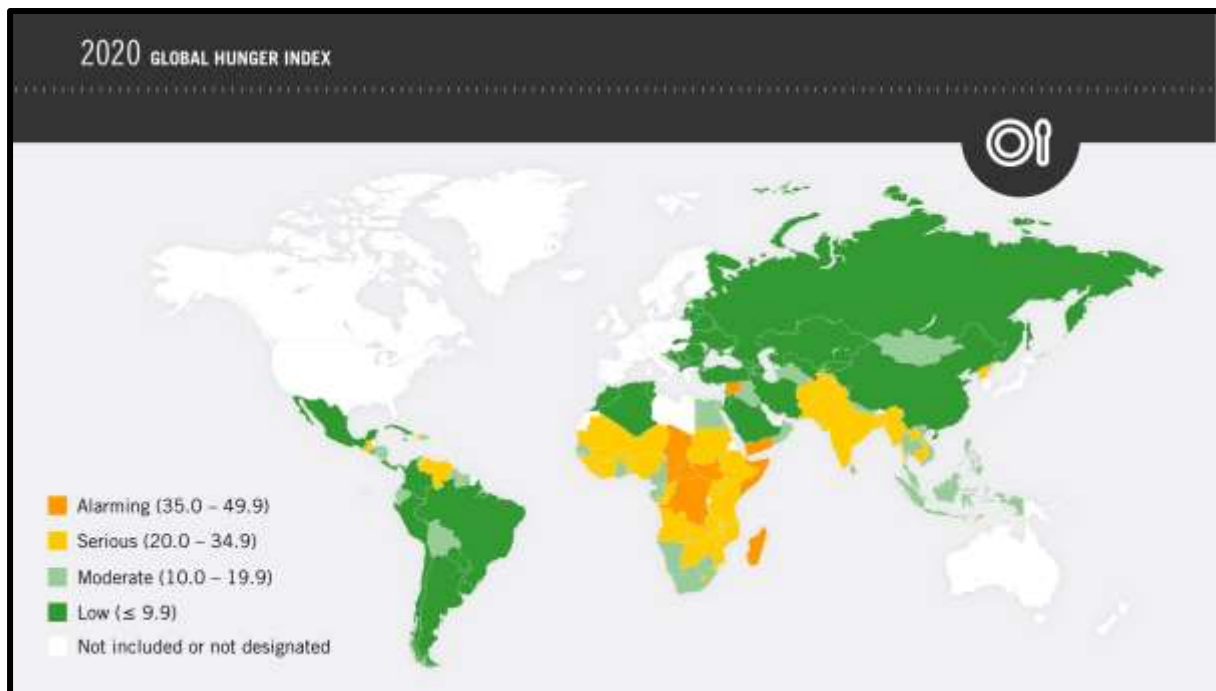 2020 GLOBAL HUNGER INDEX
Alarming (35.0 – 49.9)
Serious (20.0 – 34.9)
Moderate (10.0 – 19.9)
Low (≤ 9.9)
Not included or not designated